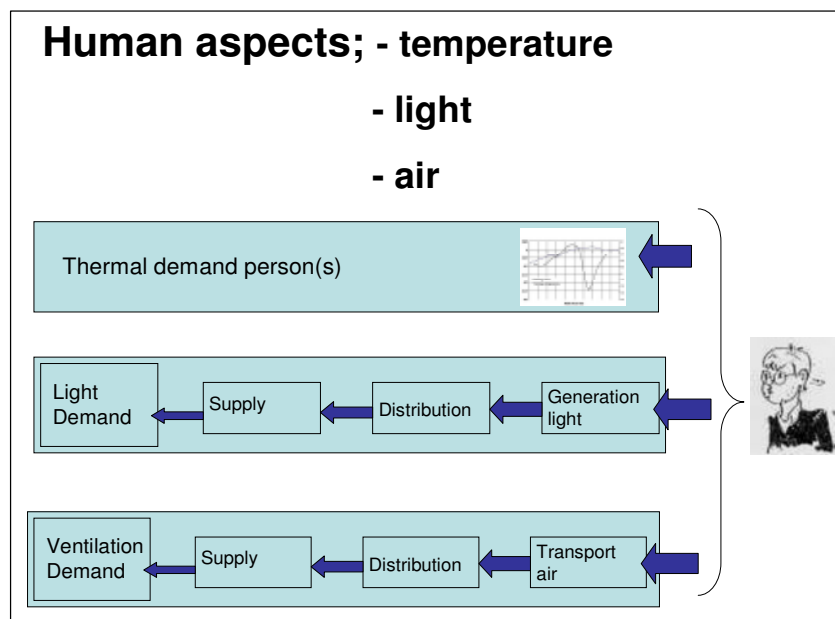 Human aspects; - temperature
- light
- air
Thermal demand person(s)
Light
Demand
Supply
Distribution
Generation
light
Ventilation
Demand
Supply
Distribution
Transport
air